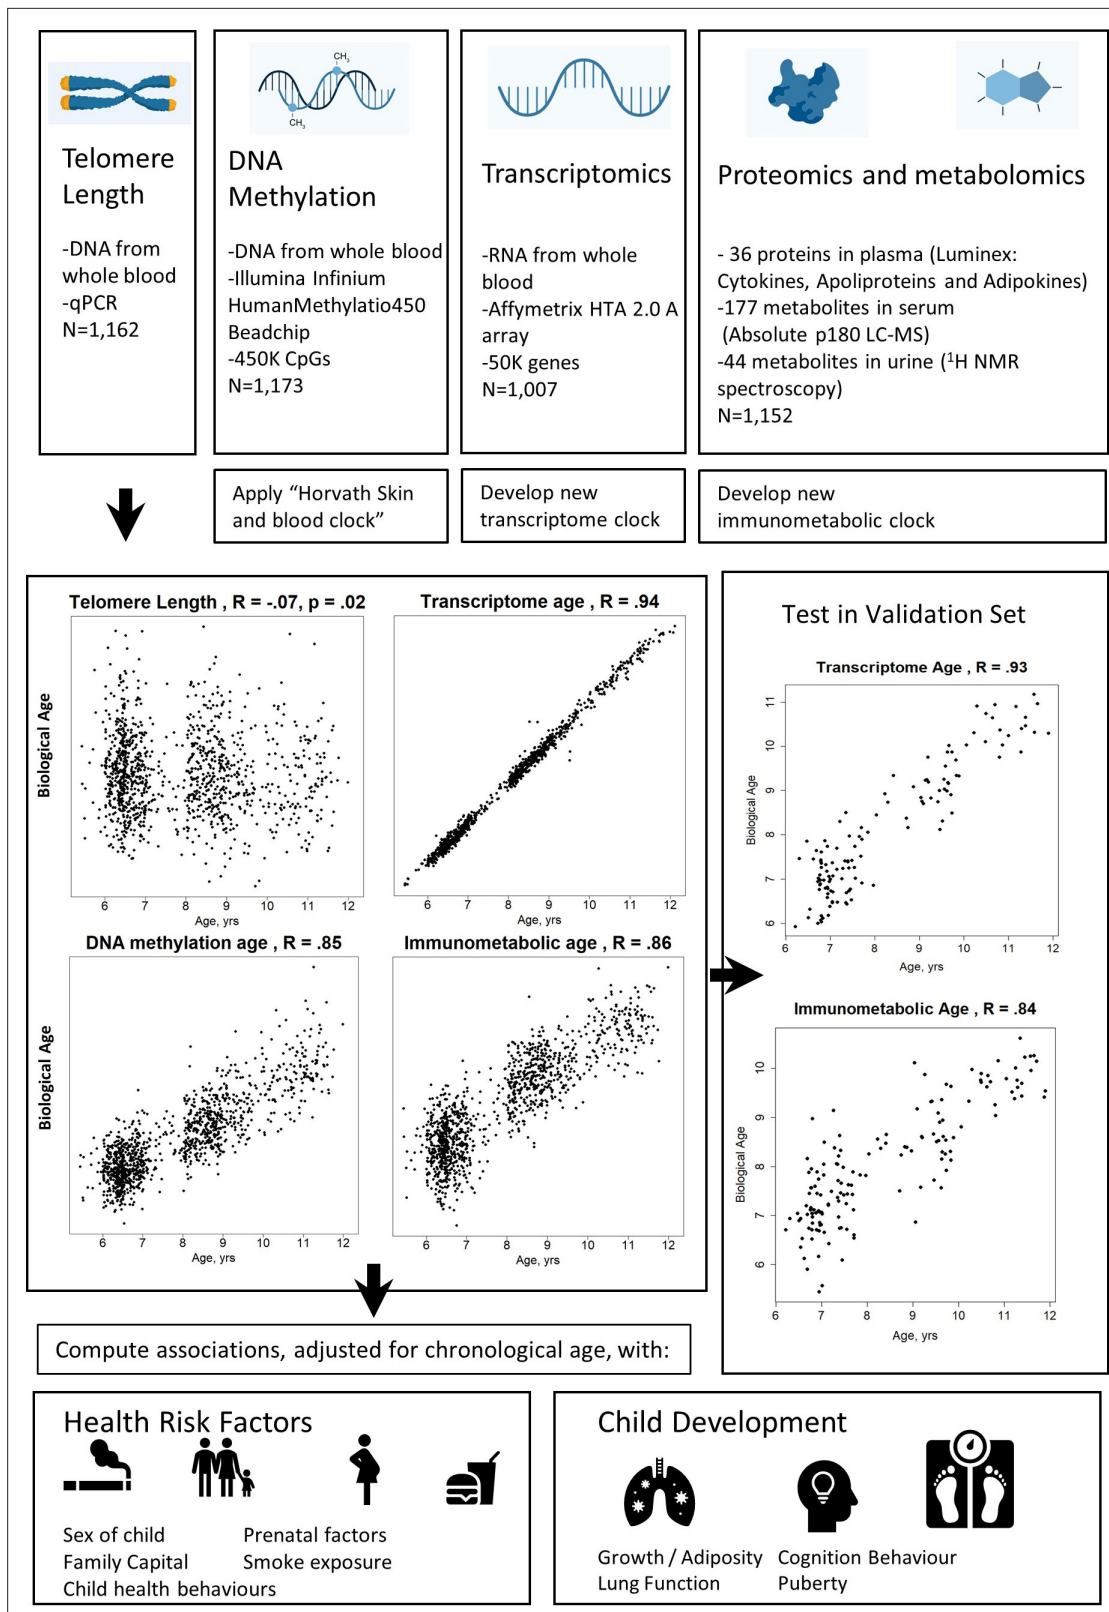 Telomere
Length
-DNA from
whole blood
-qPCR
N=1,162
CH3
CH3
DNA
Methylation
-DNA from whole blood
-Illumina Infinium
HumanMethylatio450
Beadchip
-450K CpGs
N=1,173
Transcriptomics
-RNA from whole
blood
-Affymetrix HTA 2.0 A
array
-50K genes
N=1,007
Proteomics and metabolomics
- 36 proteins in plasma (Luminex:
Cytokines, Apoliproteins and Adipokines)
-177 metabolites in serum
(Absolute p180 LC-MS)
-44 metabolites in urine (1H NMR
spectroscopy)
N=1,152
Apply “Horvath Skin
and blood clock”
Develop new
transcriptome clock
Develop new
immunometabolic clock
Telomere Length , R = -.07, p = .02
Biological Age
6 7 8 9 10 11 12
Age, yrs
Transcriptome age , R = .94
6 7 8 9 10 11 12
Age, yrs
DNA methylation age , R = .85
Biological Age
6 7 8 9 10 11 12
Age, yrs
Immunometabolic age , R = .86
6 7 8 9 10 11 12
Age, yrs
Test in Validation Set
Transcriptome Age , R = .93
Biological Age
11
10
9
8
7
6
6 7 8 9 10 11 12
Age, yrs
Immunometabolic Age , R = .84
Biological Age
10
9
8
7
6
6 7 8 9 10 11 12
Age, yrs
Compute associations, adjusted for chronological age, with:
Health Risk Factors
Sex of child
Family Capital
Child health behaviours
Prenatal factors
Smoke exposure
Child Development
Growth / Adiposity
Lung Function
Cognition Behaviour
Puberty